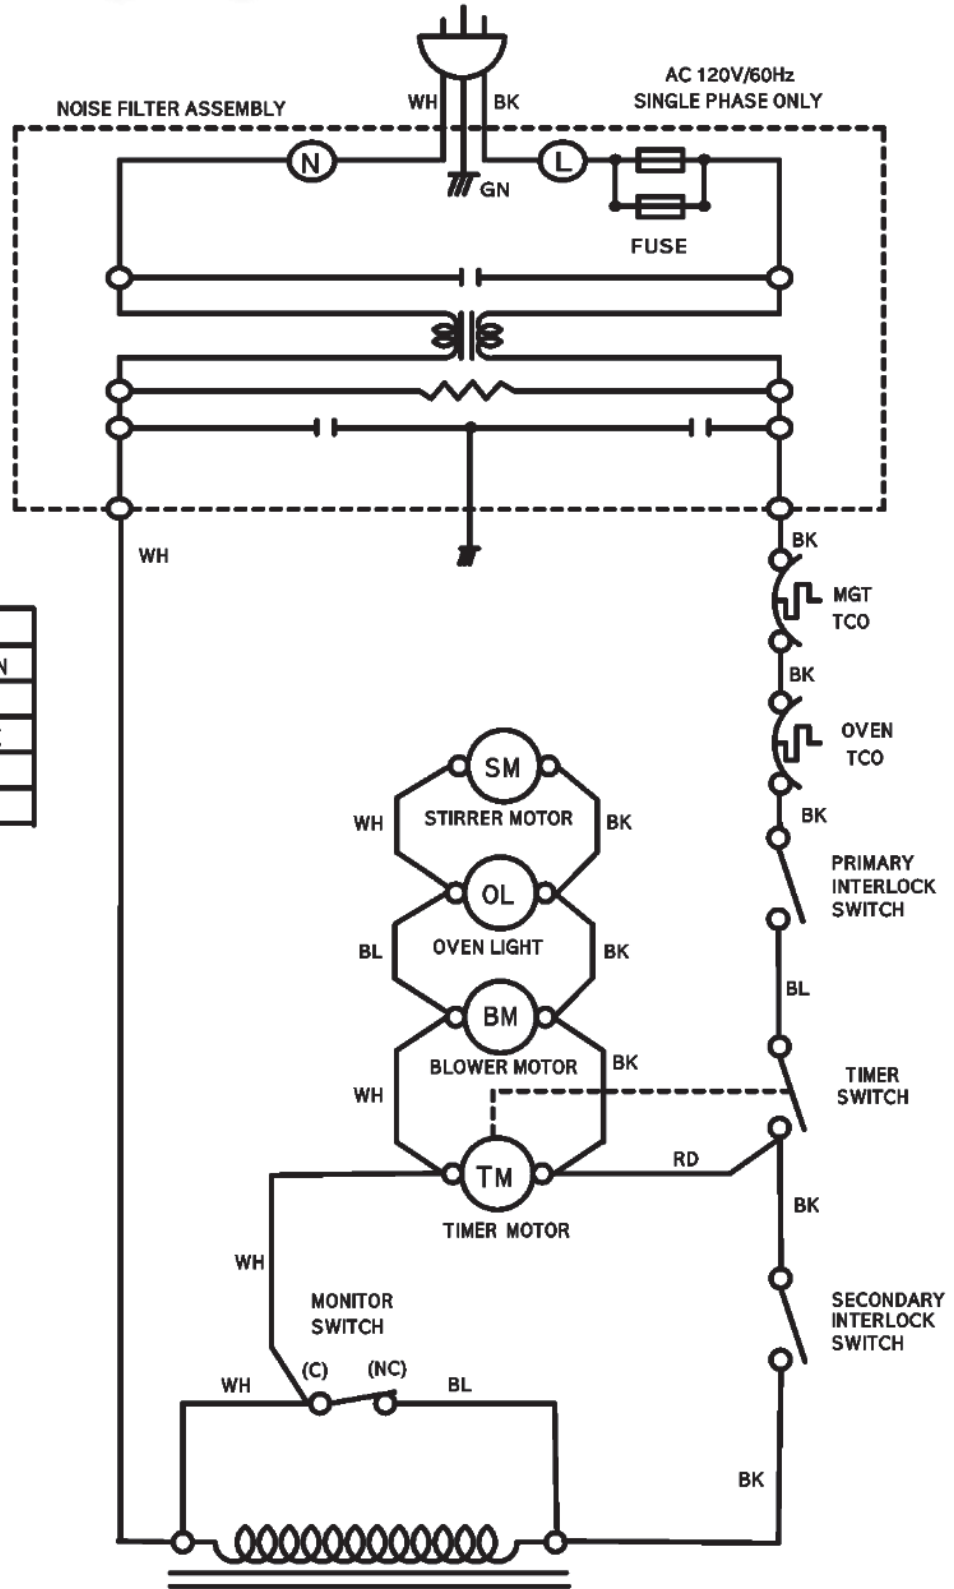 AC 120V/60Hz
SINGLE PHASE ONLY
NOISE FILTER ASSEMBLY
WH
BK
N
L
GN
FUSE
WH
BK
MGT
TCO
BK
N
OVEN
TCO
BK
SM
STIRRER MOTOR
WH
BK
PRIMARY
INTERLOCK
SWITCH
OL
OVEN LIGHT
BL
BK
BL
BM
BLOWER MOTOR
WH
BK
TIMER
SWITCH
TM
TIMER MOTOR
RD
BK
WH
MONITOR
SWITCH
SECONDARY
INTERLOCK
SWITCH
(C)
(NC)
WH
BL
BK